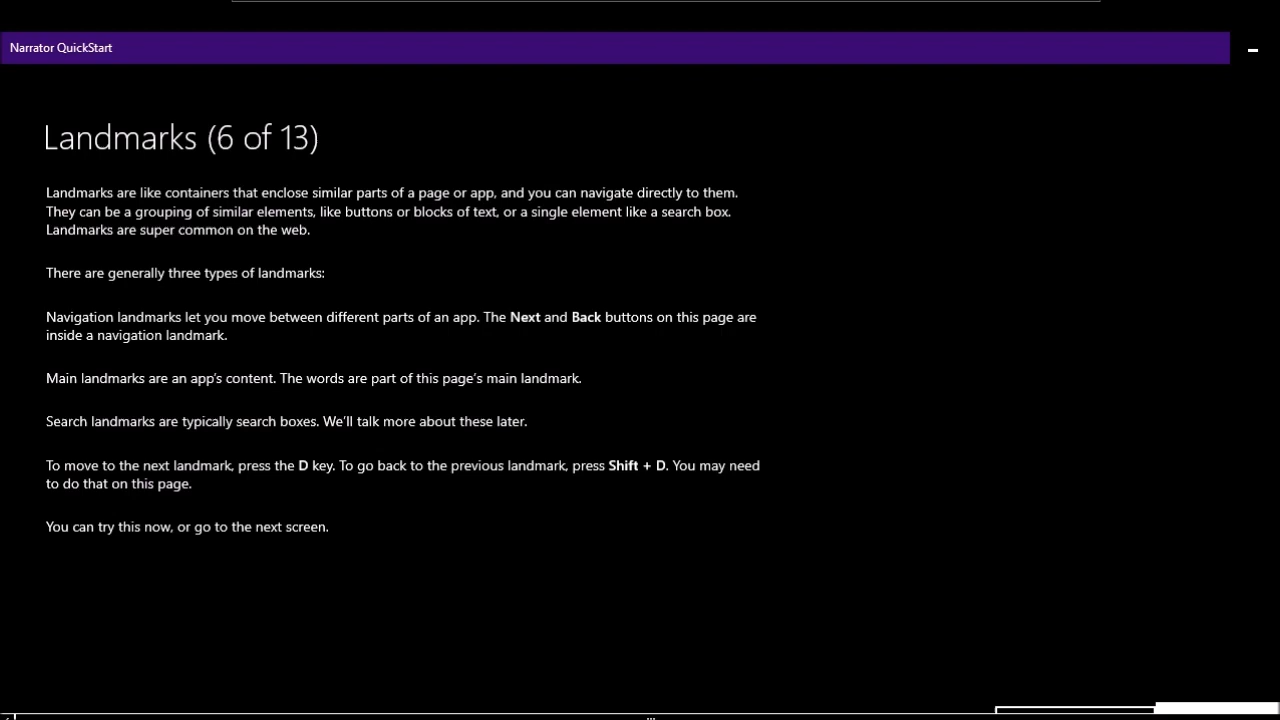 Narrator QuickStart
Landmarks (6 of 13)
Landmarks are like containers that enclose similar parts of a page or app, and you can navigate directly to them.
They can be a grouping of similar elements, like buttons or blocks of text, or a single element like a search box.
Landmarks are super common on the web.
There are generally three types of landmarks:
Navigation landmarks let you move between different parts of an app. The Next and Back buttons on this page are
inside a navigation landmark.
Main landmarks are an app's content. The words are part of this page's main landmark.
Search landmarks are typically search boxes. We'll talk more about these later.
To move to the next landmark, press the D key. To go back to the previous landmark, press Shift + D. You may need
to do that on this page.
You can try this now, or go to the next screen.